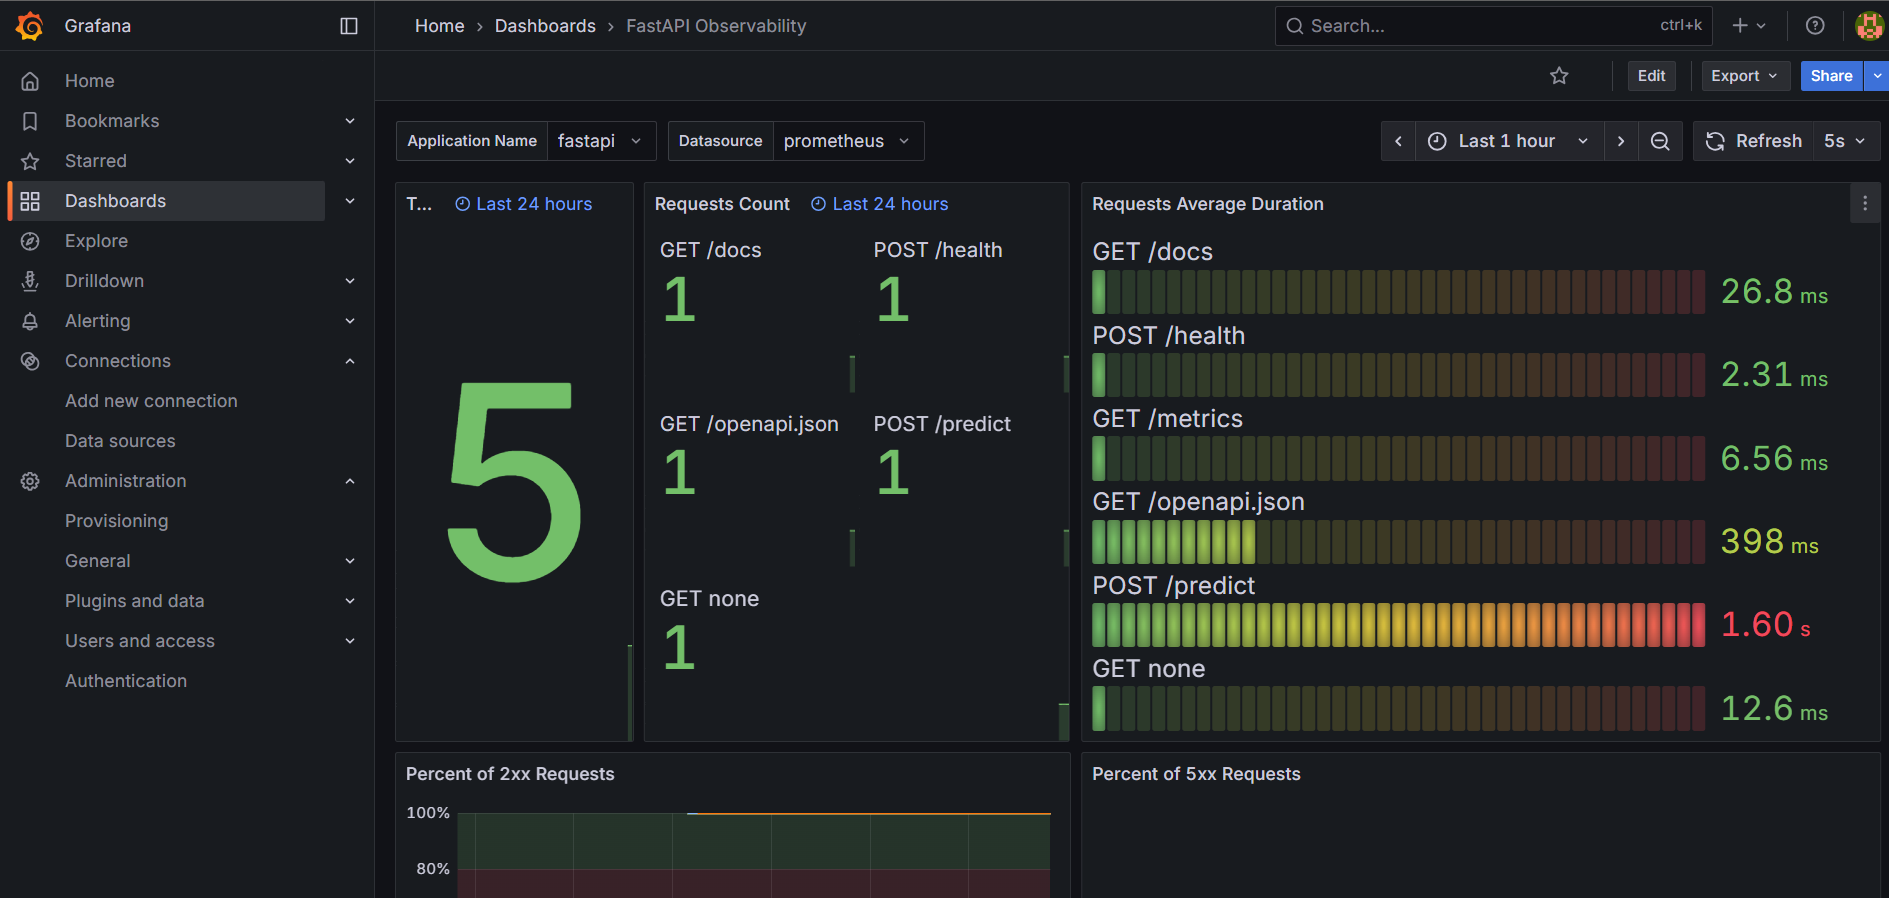 Grafana
Home › Dashboards › FastAPI Observability
Search...
ctrl+k
Edit
Export
Share
Home
Bookmarks
Starred
Dashboards
Explore
Drilldown
Alerting
Connections
Add new connection
Data sources
Administration
Provisioning
General
Plugins and data
Users and access
Authentication
Application Name
fastapi
Datasource
prometheus
Last 1 hour
Refresh
5s
T...
Last 24 hours
5
Requests Count
Last 24 hours
GET /docs
1
POST /health
1
GET /openapi.json
1
POST /predict
1
GET none
1
Requests Average Duration
GET /docs
26.8 ms
POST /health
2.31 ms
GET /metrics
6.56 ms
GET /openapi.json
398 ms
POST /predict
1.60 s
GET none
12.6 ms
Percent of 2xx Requests
100%
80%
Percent of 5xx Requests